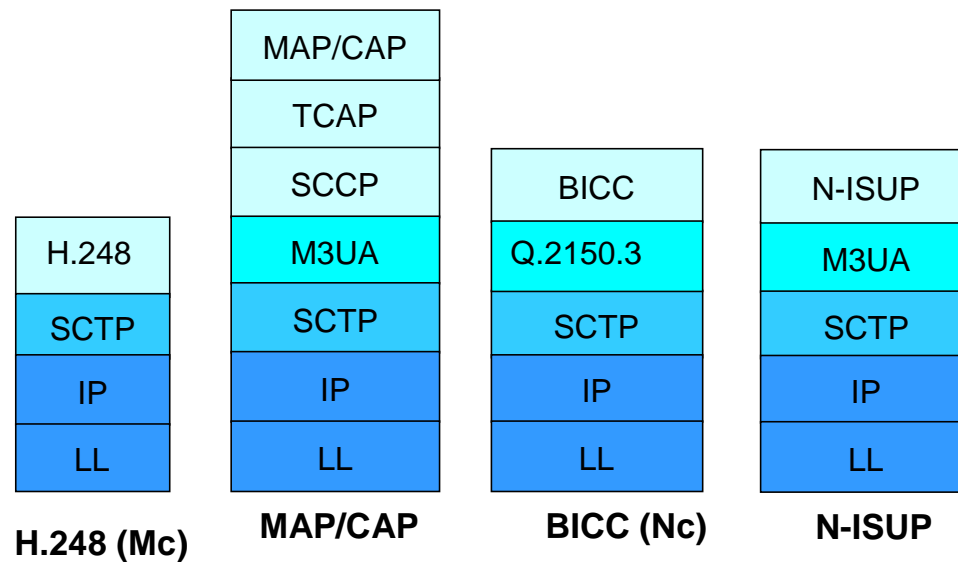 H.248
SCTP
IP
LL
H.248 (Mc)
MAP/CAP
TCAP
SCCP
M3UA
SCTP
IP
LL
MAP/CAP
BICC
Q.2150.3
SCTP
IP
LL
BICC (Nc)
N-ISUP
M3UA
SCTP
IP
LL
N-ISUP